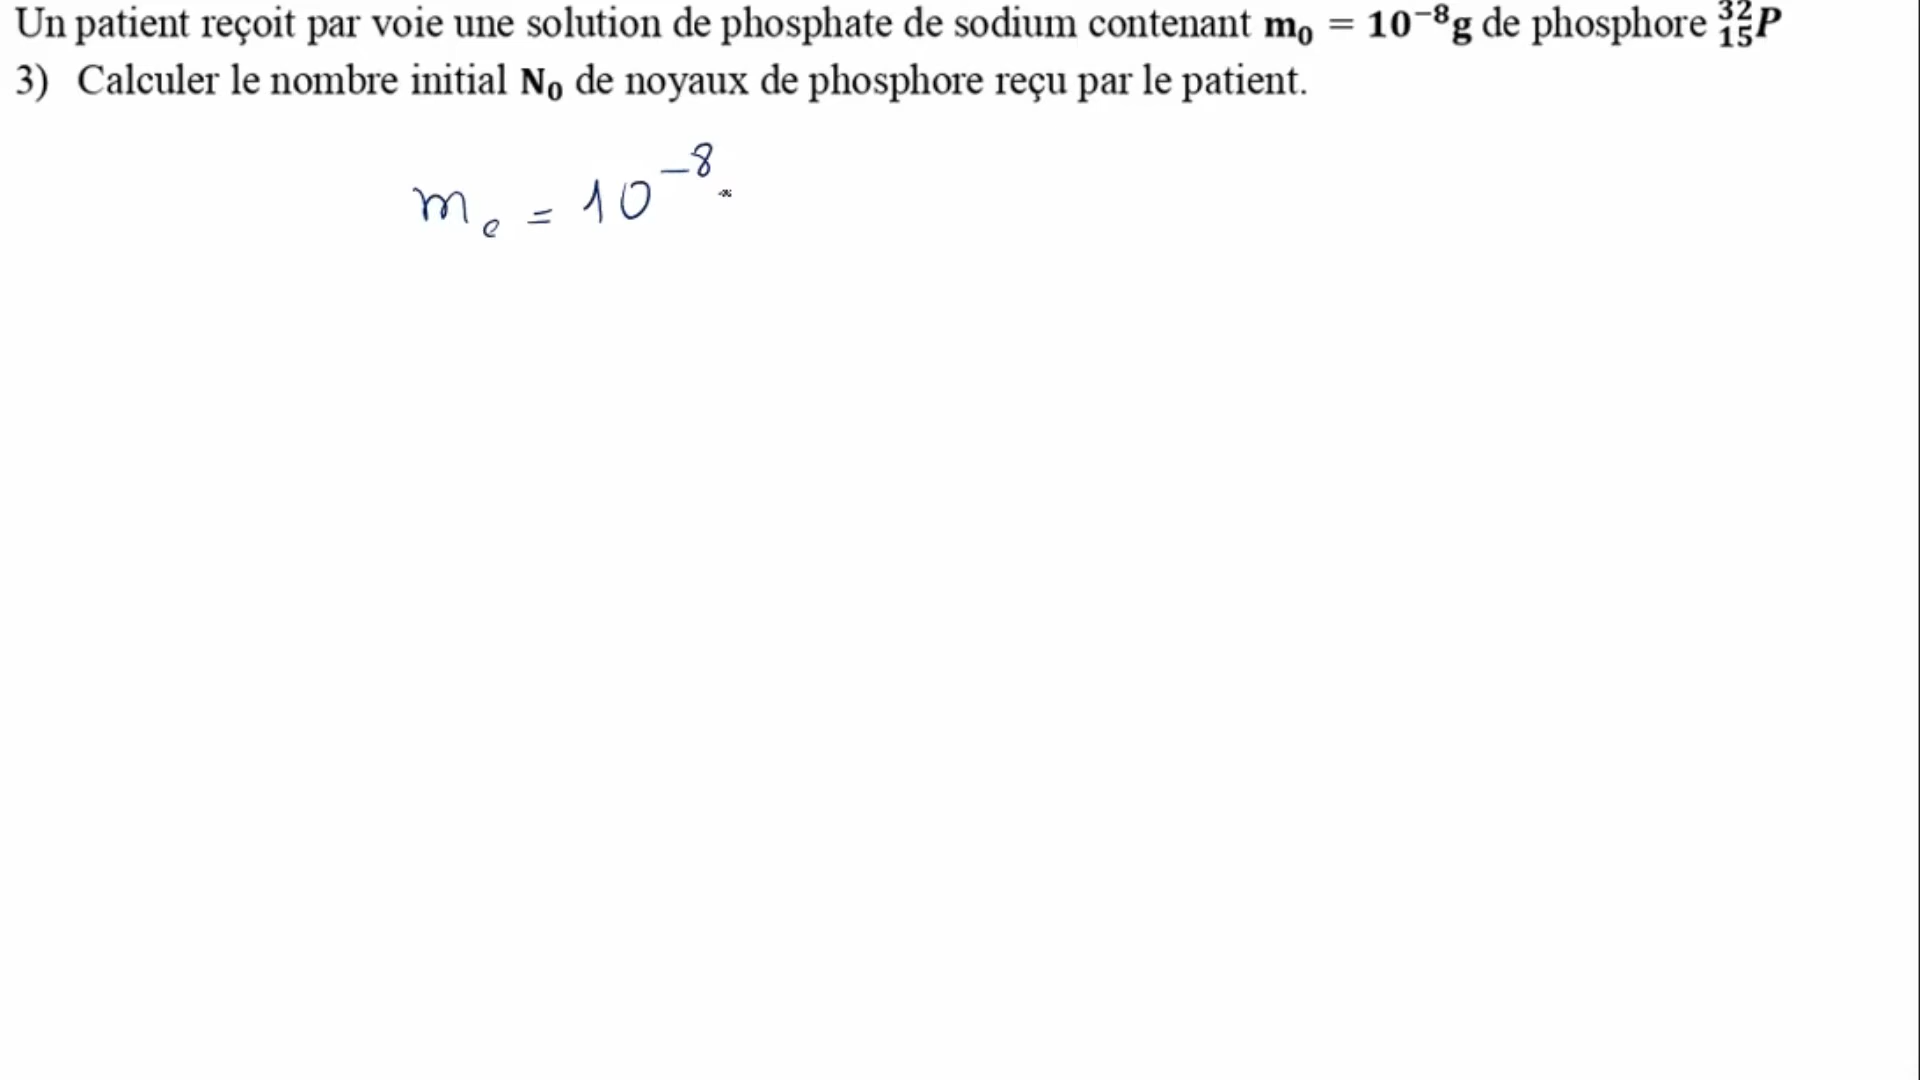 Un patient reçoit par voie une solution de phosphate de sodium contenant m₀ = 10⁻⁸g de phosphore ³²₁₅P
3) Calculer le nombre initial N₀ de noyaux de phosphore reçu par le patient.
m₀ = 10⁻⁸